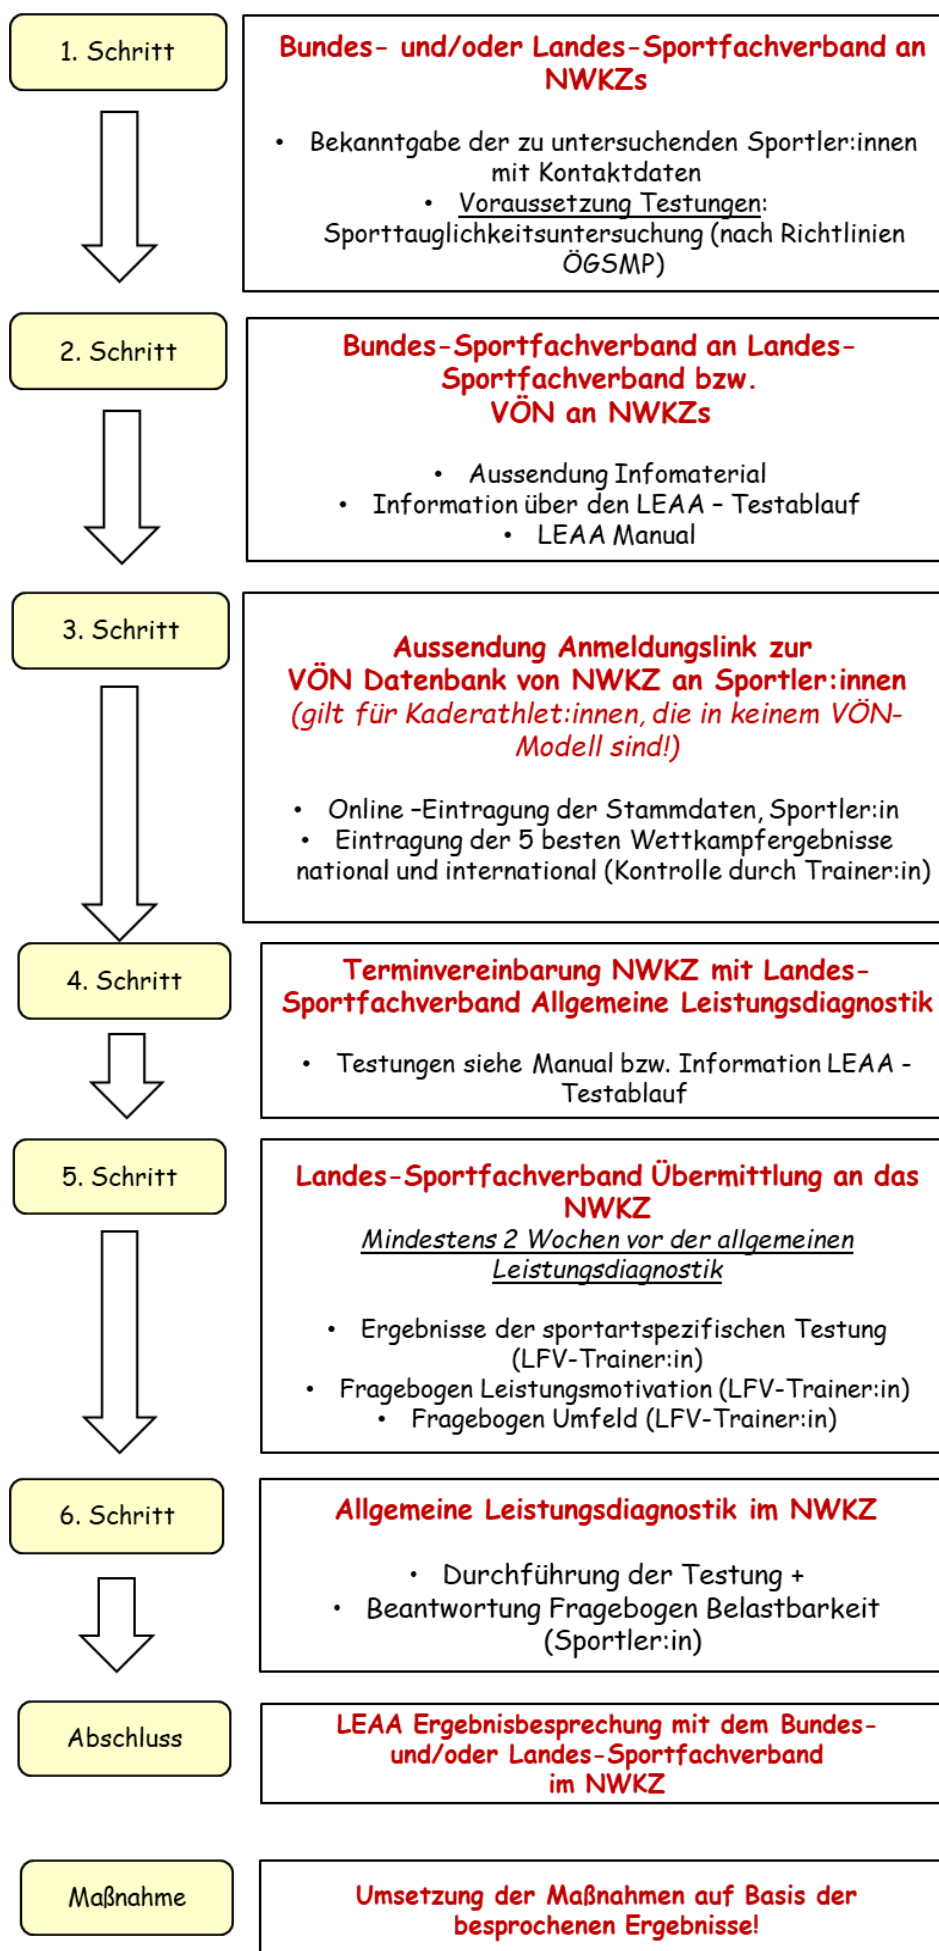 1. Schritt
Bundes- und/oder Landes-Sportfachverband an
NWKZs
• Bekanntgabe der zu untersuchenden Sportler:innen
mit Kontaktdaten
• Voraussetzung Testungen:
Sporttauglichkeitsuntersuchung (nach Richtlinien
ÖGSMP)
2. Schritt
Bundes-Sportfachverband an Landes-
Sportfachverband bzw.
VÖN an NWKZs
• Aussendung Infomaterial
• Information über den LEAA – Testablauf
• LEAA Manual
3. Schritt
Aussendung Anmeldungslink zur
VÖN Datenbank von NWKZ an Sportler:innen
(gilt für Kaderathlet:innen, die in keinem VÖN-
Modell sind!)
• Online –Eintragung der Stammdaten, Sportler:in
• Eintragung der 5 besten Wettkampfergebnisse
national und international (Kontrolle durch Trainer:in)
4. Schritt
Terminvereinbarung NWKZ mit Landes-
Sportfachverband Allgemeine Leistungsdiagnostik
• Testungen siehe Manual bzw. Information LEAA -
Testablauf
5. Schritt
Landes-Sportfachverband Übermittlung an das
NWKZ
Mindestens 2 Wochen vor der allgemeinen
Leistungsdiagnostik
• Ergebnisse der sportartspezifischen Testung
(LFV-Trainer:in)
• Fragebogen Leistungsmotivation (LFV-Trainer:in)
• Fragebogen Umfeld (LFV-Trainer:in)
6. Schritt
Allgemeine Leistungsdiagnostik im NWKZ
• Durchführung der Testung +
• Beantwortung Fragebogen Belastbarkeit
(Sportler:in)
Abschluss
LEAA Ergebnisbesprechung mit dem Bundes-
und/oder Landes-Sportfachverband
im NWKZ
Maßnahme
Umsetzung der Maßnahmen auf Basis der
besprochenen Ergebnisse!